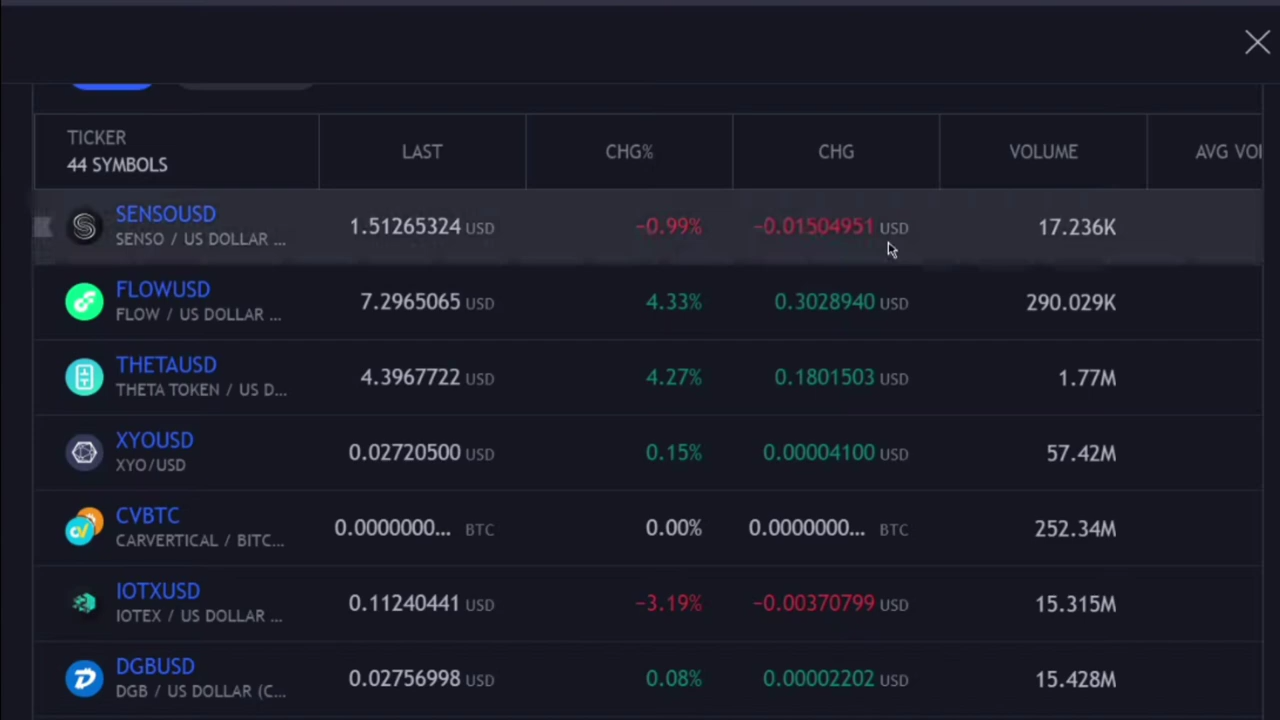 TICKER
44 SYMBOLS
LAST
CHG%
CHG
VOLUME
AVG VOI
SENSOUSD
SENSO / US DOLLAR ...
1.51265324 USD
−0.99%
−0.01504951 USD
17.236K
FLOWUSD
FLOW / US DOLLAR ...
7.2965065 USD
4.33%
0.3028940 USD
290.029K
THETAUSD
THETA TOKEN / US D...
4.3967722 USD
4.27%
0.1801503 USD
1.77M
XYOUSD
XYO/USD
0.02720500 USD
0.15%
0.00004100 USD
57.42M
CVBTC
CARVERTICAL / BITC...
0.0000000... BTC
0.00%
0.0000000... BTC
252.34M
IOTXUSD
IOTEX / US DOLLAR ...
0.11240441 USD
−3.19%
−0.00370799 USD
15.315M
DGBUSD
DGB / US DOLLAR (C...
0.02756998 USD
0.08%
0.00002202 USD
15.428M